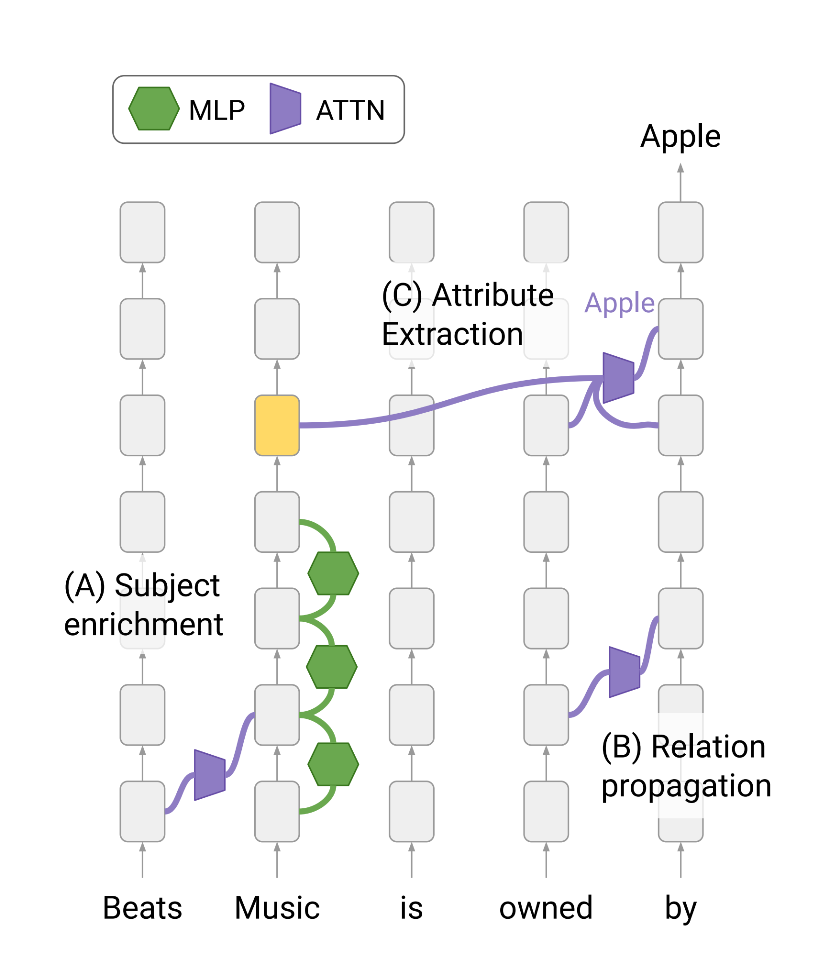 MLP ATTN
Apple
(C) Attribute
Extraction
Apple
(A) Subject
enrichment
(B) Relation
propagation
Beats Music is owned by